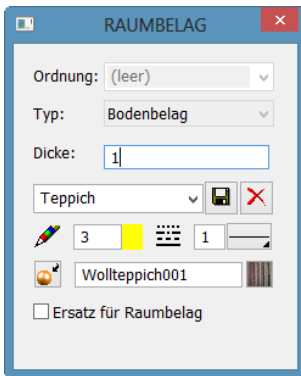 RAUMBELAG
Ordnung: (leer)
Typ: Bodenbelag
Dicke: 1
Teppich
3 1
Wollteppich001
Ersatz für Raumbelag